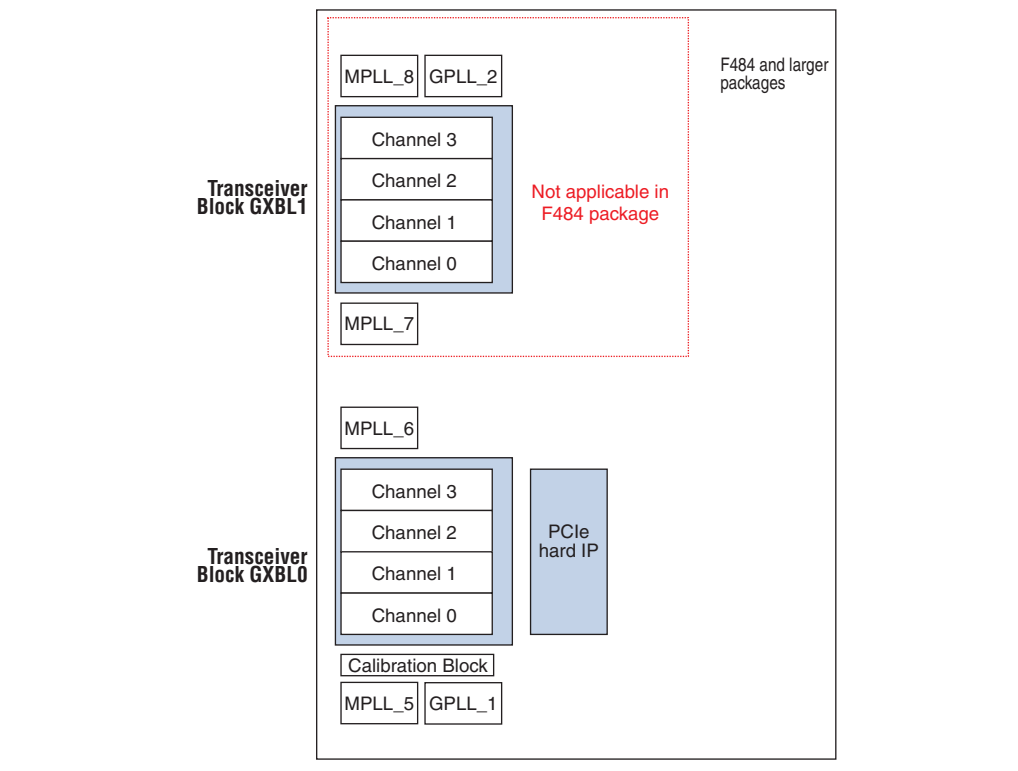 F484 and larger
packages
MPLL_8
GPLL_2
Channel 3
Channel 2
Channel 1
Channel 0
Transceiver
Block GXBL1
Not applicable in
F484 package
MPLL_7
MPLL_6
Channel 3
Channel 2
Channel 1
Channel 0
Transceiver
Block GXBL0
PCIe
hard IP
Calibration Block
MPLL_5
GPLL_1